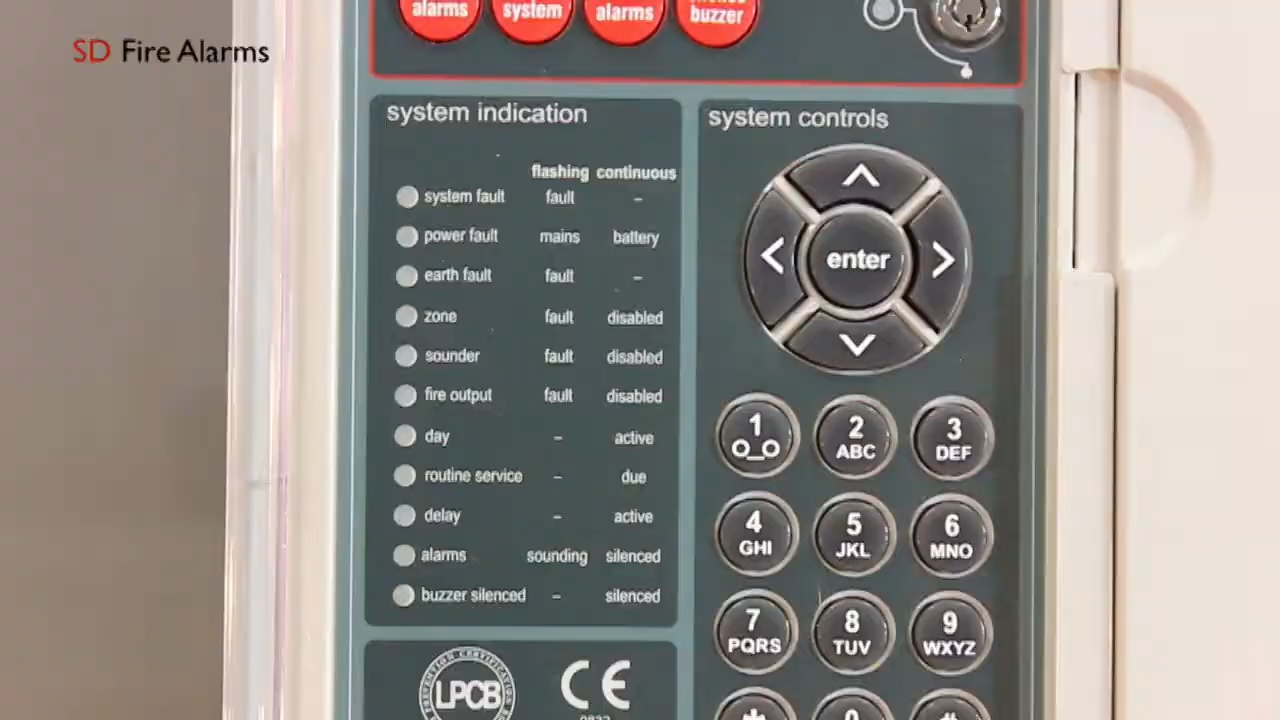 alarms system alarms buzzer
SD Fire Alarms
system indication
flashing continuous
system fault fault -
power fault mains battery
earth fault fault -
zone fault disabled
sounder fault disabled
fire output fault disabled
day - active
routine service - due
delay - active
alarms sounding silenced
buzzer silenced - silenced
LPCB
CE
system controls
enter
1 2 ABC 3 DEF
4 GHI 5 JKL 6 MNO
7 PQRS 8 TUV 9 WXYZ